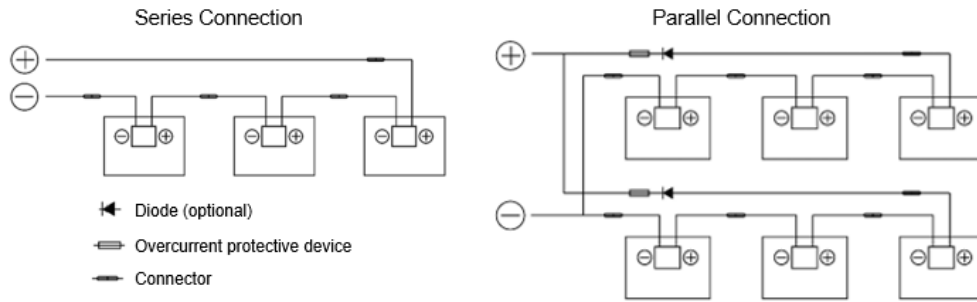 Series Connection
Parallel Connection
+
−
− + − + − +
Diode (optional)
Overcurrent protective device
Connector
+
− + − + − +
−
− + − + − +